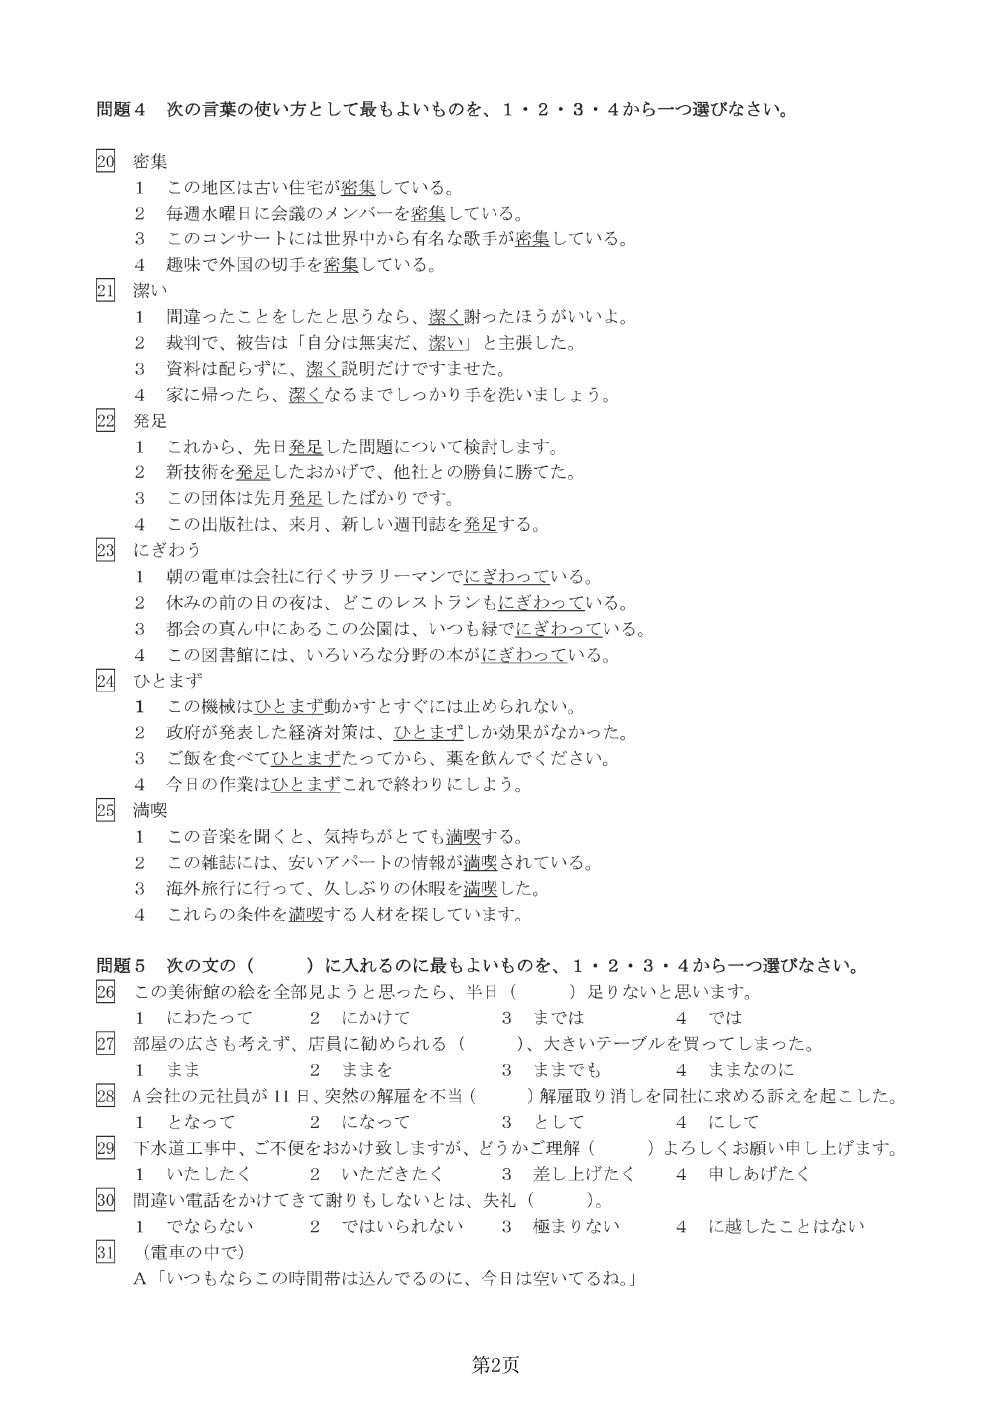 問題４　次の言葉の使い方として最もよいものを、１・２・３・４から一つ選びなさい。
20　密集
1　この地区は古い住宅が密集している。
2　毎週水曜日に会議のメンバーを密集している。
3　このコンサートには世界中から有名な歌手が密集している。
4　趣味で外国の切手を密集している。
21　潔い
1　間違ったことをしたと思うなら、潔く謝ったほうがいいよ。
2　裁判で、被告は「自分は無実だ、潔い」と主張した。
3　資料は配らずに、潔く説明だけですませた。
4　家に帰ったら、潔くなるまでしっかり手を洗いましょう。
22　発足
1　これから、先日発足した問題について検討します。
2　新技術を発足したおかげで、他社との勝負に勝てた。
3　この団体は先月発足したばかりです。
4　この出版社は、来月、新しい週刊誌を発足する。
23　にぎわう
1　朝の電車は会社に行くサラリーマンでにぎわっている。
2　休みの前の日の夜は、どこのレストランもにぎわっている。
3　都会の真ん中にあるこの公園は、いつも緑でにぎわっている。
4　この図書館には、いろいろな分野の本がにぎわっている。
24　ひとまず
1　この機械はひとまず動かすとすぐには止められない。
2　政府が発表した経済対策は、ひとまずしか効果がなかった。
3　ご飯を食べてひとまずたってから、薬を飲んでください。
4　今日の作業はひとまずこれで終わりにしよう。
25　満喫
1　この音楽を聞くと、気持ちがとても満喫する。
2　この雑誌には、安いアパートの情報が満喫されている。
3　海外旅行に行って、久しぶりの休暇を満喫した。
4　これらの条件を満喫する人材を探しています。
問題５　次の文の（　　　）に入れるのに最もよいものを、１・２・３・４から一つ選びなさい。
26　この美術館の絵を全部見ようと思ったら、半日（　　　）足りないと思います。
1　にわたって　2　にかけて　3　までは　4　では
27　部屋の広さも考えず、店員に勧められる（　　　）、大きいテーブルを買ってしまった。
1　まま　2　ままを　3　ままでも　4　ままなのに
28　A 会社の元社員が 11 日、突然の解雇を不当（　　　）解雇取り消しを同社に求める訴えを起こした。
1　となって　2　になって　3　として　4　にして
29　下水道工事中、ご不便をおかけ致しますが、どうかご理解（　　　）よろしくお願い申し上げます。
1　いたしたく　2　いただきたく　3　差し上げたく　4　申しあげたく
30　間違い電話をかけてきて謝りもしないとは、失礼（　　　）。
1　でならない　2　ではいられない　3　極まりない　4　に越したことはない
31　（電車の中で）
A「いつもならこの時間帯は込んでるのに、今日は空いてるね。」
第2页